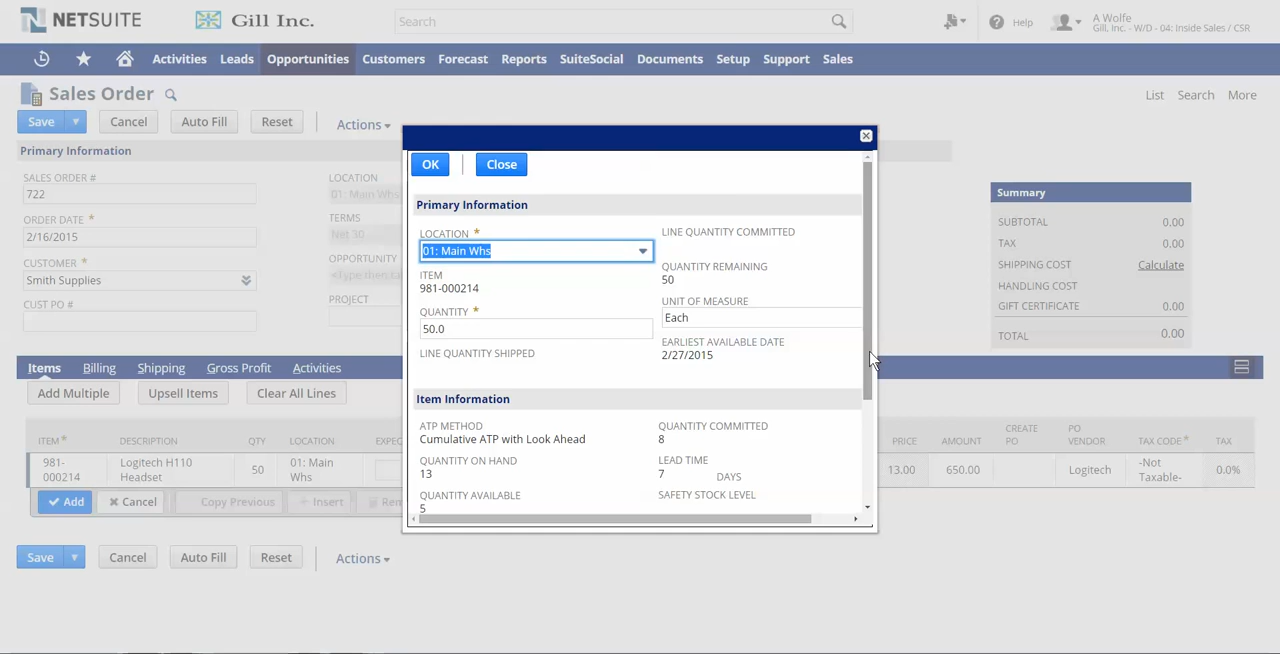 NETSUITE Gill Inc. Search Help A Wolfe
Gill, Inc. - W/D - 04: Inside Sales / CSR
Activities Leads Opportunities Customers Forecast Reports SuiteSocial Documents Setup Support Sales
Sales Order List Search More
Save Cancel Auto Fill Reset Actions
Primary Information
SALES ORDER #
722
ORDER DATE *
2/16/2015
CUSTOMER *
Smith Supplies
CUST PO #
LOCATION
01: Main Whs
TERMS
Net 30
OPPORTUNITY
<Type then ta
PROJECT
OK Close
Primary Information
LOCATION *
01: Main Whs
ITEM
981-000214
QUANTITY *
50.0
LINE QUANTITY SHIPPED
LINE QUANTITY COMMITTED
QUANTITY REMAINING
50
UNIT OF MEASURE
Each
EARLIEST AVAILABLE DATE
2/27/2015
Item Information
ATP METHOD
Cumulative ATP with Look Ahead
QUANTITY ON HAND
13
QUANTITY AVAILABLE
5
QUANTITY COMMITTED
8
LEAD TIME
7 DAYS
SAFETY STOCK LEVEL
Summary
SUBTOTAL 0.00
TAX 0.00
SHIPPING COST Calculate
HANDLING COST
GIFT CERTIFICATE 0.00
TOTAL 0.00
Items Billing Shipping Gross Profit Activities
Add Multiple Upsell Items Clear All Lines
ITEM * DESCRIPTION QTY LOCATION EXPEC PRICE AMOUNT CREATE PO PO VENDOR TAX CODE * TAX
981-000214 Logitech H110 Headset 50 01: Main Whs 13.00 650.00 Logitech -Not Taxable- 0.0%
Add Cancel Copy Previous Insert Rem
Save Cancel Auto Fill Reset Actions